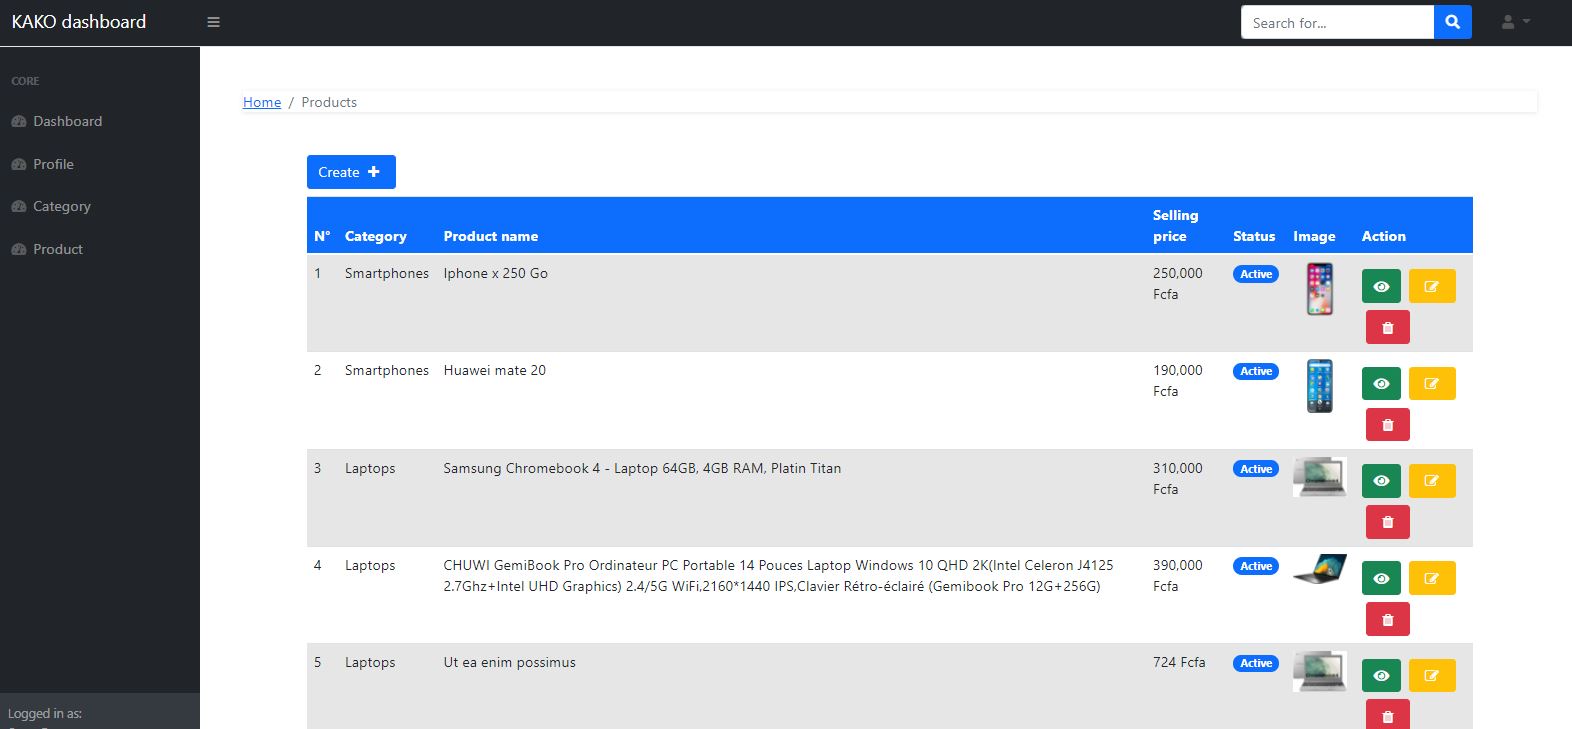 KAKO dashboard
Search for...
CORE
Dashboard
Profile
Category
Product
Logged in as:
Home / Products
Create
N° Category Product name Selling price Status Image Action
1 Smartphones Iphone x 250 Go 250,000 Fcfa Active
2 Smartphones Huawei mate 20 190,000 Fcfa Active
3 Laptops Samsung Chromebook 4 - Laptop 64GB, 4GB RAM, Platin Titan 310,000 Fcfa Active
4 Laptops CHUWI GemiBook Pro Ordinateur PC Portable 14 Pouces Laptop Windows 10 QHD 2K(Intel Celeron J4125 2.7Ghz+Intel UHD Graphics) 2.4/5G WiFi,2160*1440 IPS,Clavier Rétro-éclairé (Gemibook Pro 12G+256G) 390,000 Fcfa Active
5 Laptops Ut ea enim possimus 724 Fcfa Active